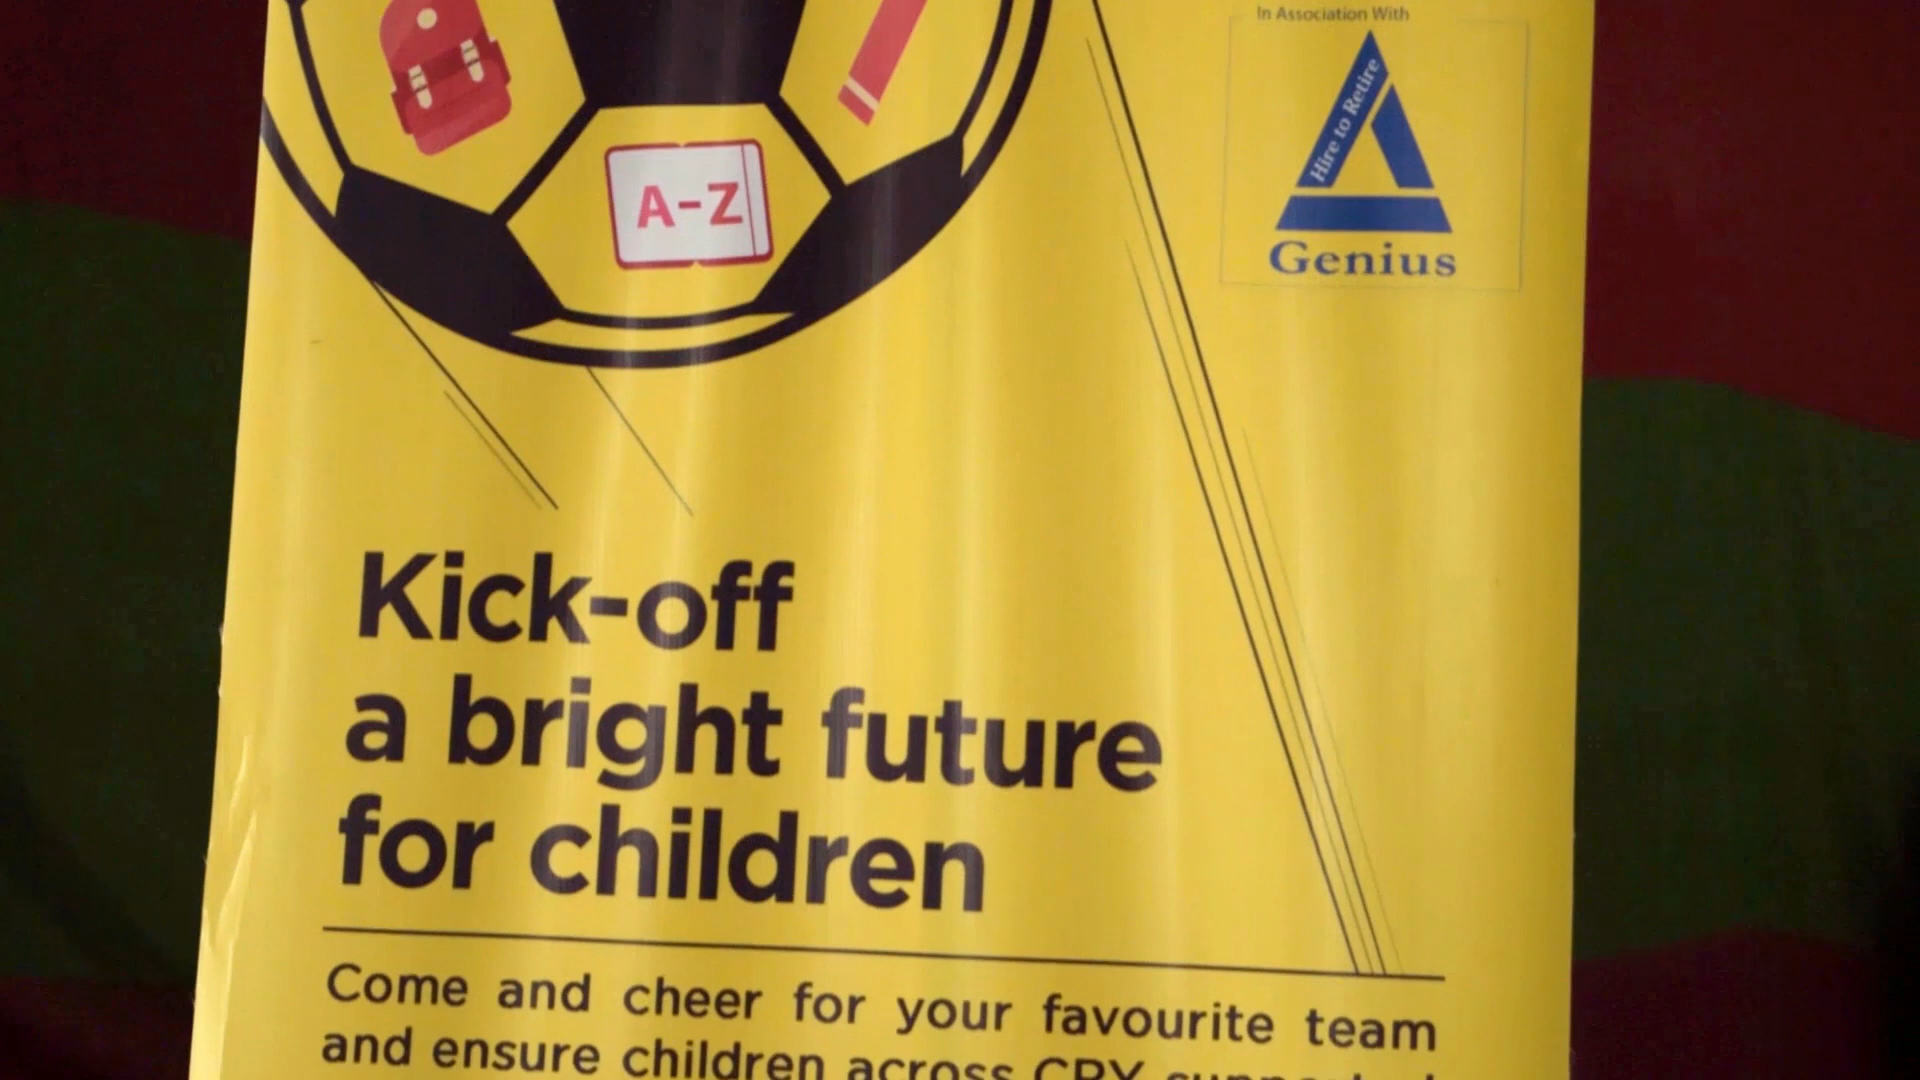 In Association With
Hire to Retire
Genius
A-Z
Kick-off
a bright future
for children
Come and cheer for your favourite team
and ensure children across CRY